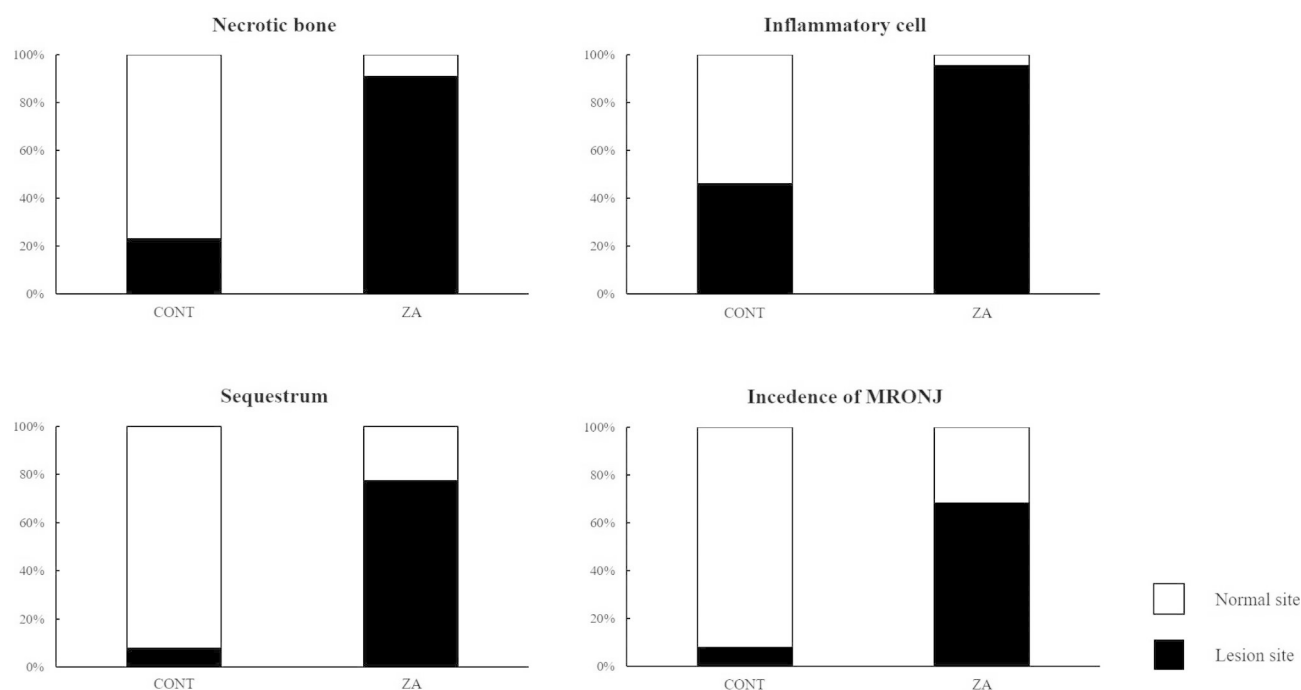 Necrotic bone
100%
80%
60%
40%
20%
0%
CONT
ZA
Inflammatory cell
100%
80%
60%
40%
20%
0%
CONT
ZA
Sequestrum
100%
80%
60%
40%
20%
0%
CONT
ZA
Incedence of MRONJ
100%
80%
60%
40%
20%
0%
CONT
ZA
Normal site
Lesion site